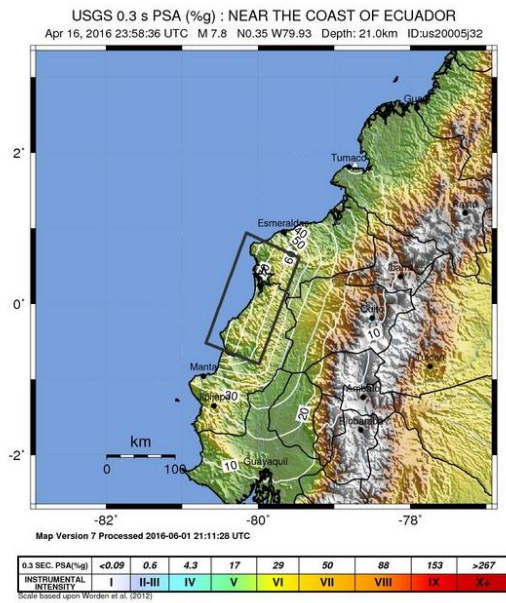 USGS 0.3 s PSA (%g) : NEAR THE COAST OF ECUADOR
Apr 16, 2016 23:58:36 UTC M 7.8 N0.35 W79.93 Depth: 21.0km ID:us20005j32
Tumaco
2°
Esmeraldas
40
50
0°
Quito
10
Manta
30
Ambato
20
Riobamba
km
0 100
10
Guayaquil
-2°
-82° -80° -78°
Map Version 7 Processed 2016-06-01 21:11:28 UTC
0.3 SEC. PSA(%g) <0.09 0.6 4.3 17 29 50 88 153 >267
INSTRUMENTAL INTENSITY I II-III IV V VI VII VIII IX X+
Scale based upon Worden et al. (2012)